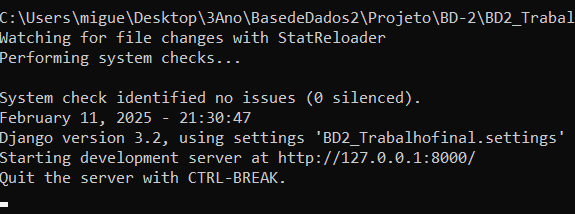 C:\Users\migue\Desktop\3Ano\BasedeDados2\Projeto\BD-2\BD2_Trabal
Watching for file changes with StatReloader
Performing system checks...
System check identified no issues (0 silenced).
February 11, 2025 - 21:30:47
Django version 3.2, using settings 'BD2_Trabalhofinal.settings'
Starting development server at http://127.0.0.1:8000/
Quit the server with CTRL-BREAK.